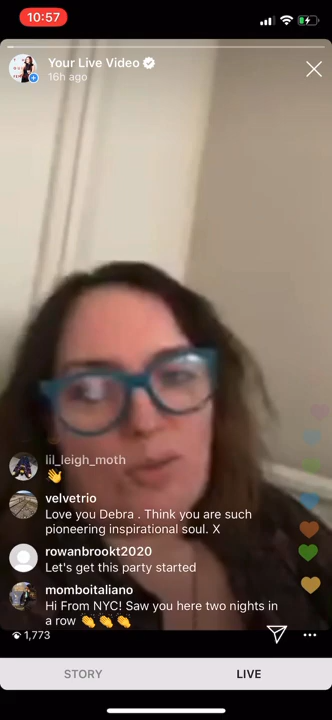 10:57
Your Live Video
16h ago
lil_leigh_moth
👋
velvetrio
Love you Debra . Think you are such
pioneering inspirational soul. X
rowanbrookt2020
Let's get this party started
momboitaliano
Hi From NYC! Saw you here two nights in
a row 👏👏👏
1,773
STORY
LIVE